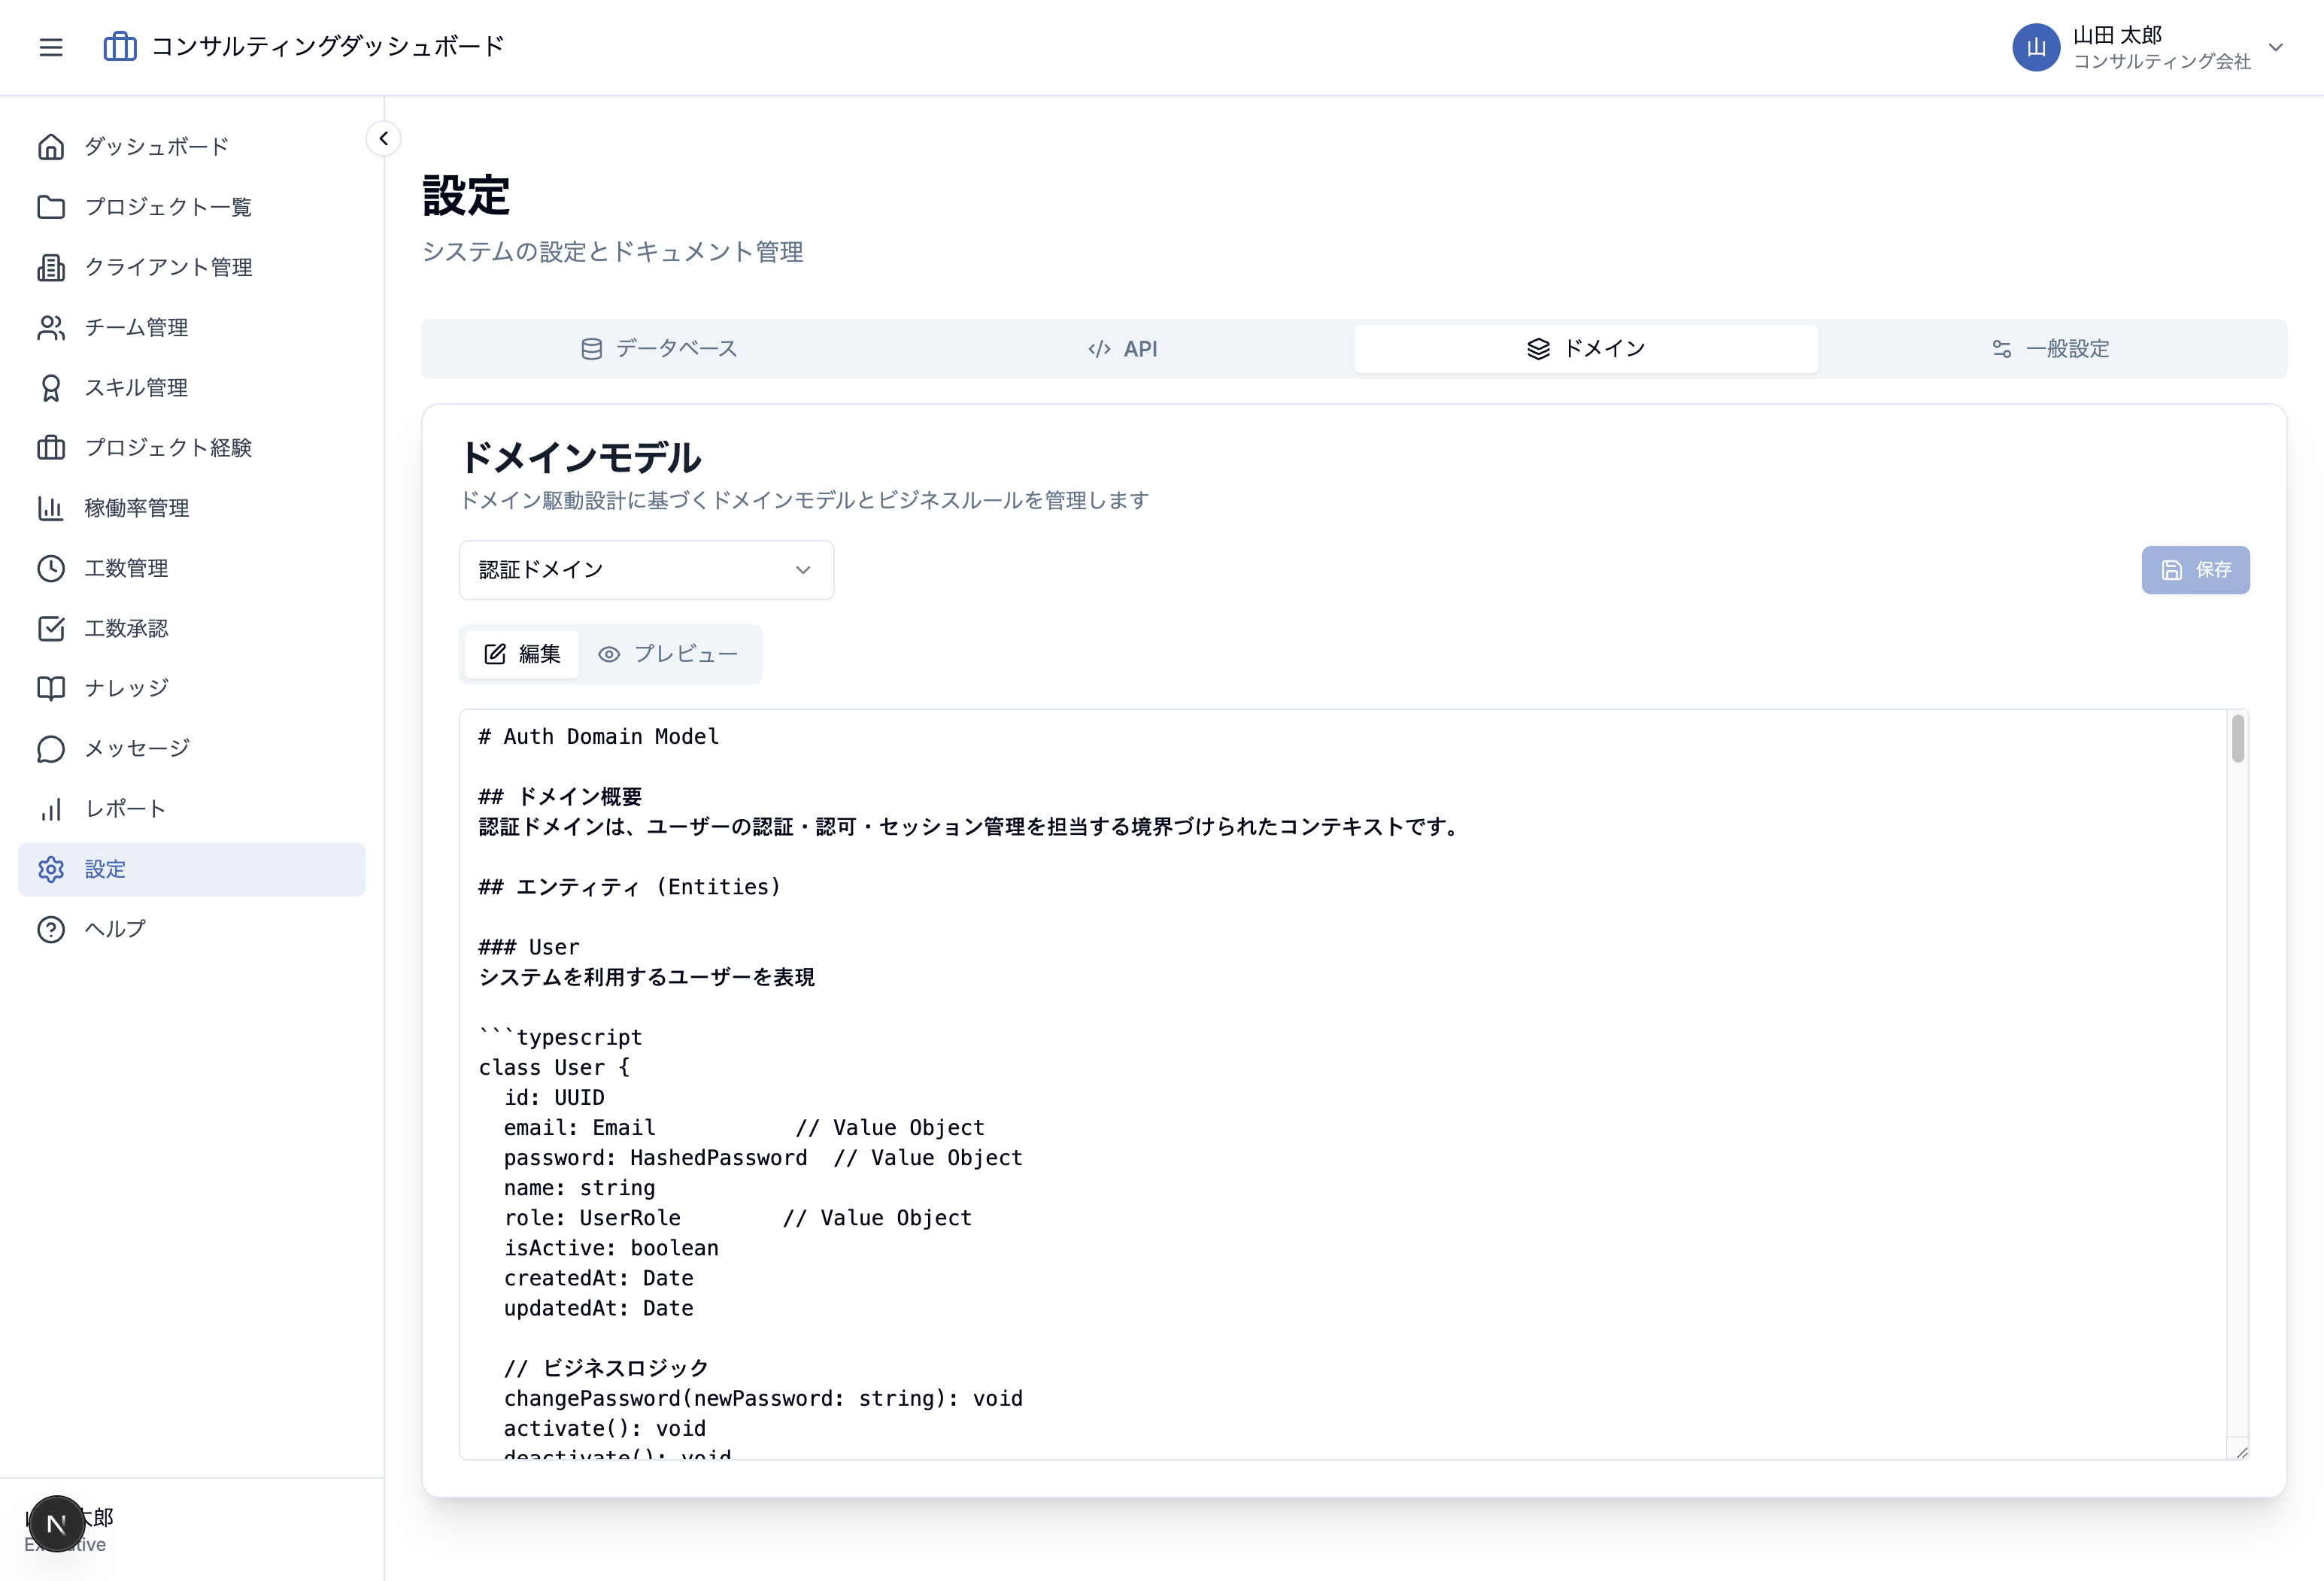 コンサルティングダッシュボード
山
山田 太郎
コンサルティング会社
ダッシュボード
プロジェクト一覧
クライアント管理
チーム管理
スキル管理
プロジェクト経験
稼働率管理
工数管理
工数承認
ナレッジ
メッセージ
レポート
設定
ヘルプ
太郎
N
設定
システムの設定とドキュメント管理
データベース
API
ドメイン
一般設定
ドメインモデル
ドメイン駆動設計に基づくドメインモデルとビジネスルールを管理します
認証ドメイン
保存
編集
プレビュー
# Auth Domain Model
## ドメイン概要
認証ドメインは、ユーザーの認証・認可・セッション管理を担当する境界づけられたコンテキストです。
## エンティティ (Entities)
### User
システムを利用するユーザーを表現
```typescript
class User {
  id: UUID
  email: Email           // Value Object
  password: HashedPassword  // Value Object
  name: string
  role: UserRole        // Value Object
  isActive: boolean
  createdAt: Date
  updatedAt: Date
  // ビジネスロジック
  changePassword(newPassword: string): void
  activate(): void
  deactivate(): void